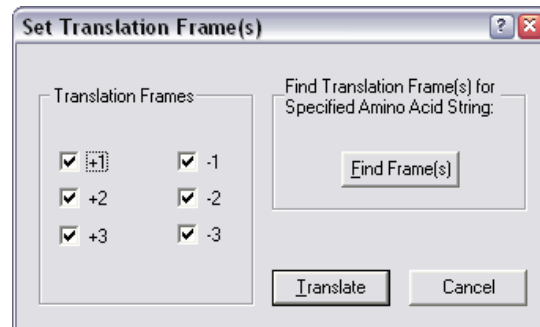 Set Translation Frame(s)
Translation Frames
+1 -1
+2 -2
+3 -3
Find Translation Frame(s) for
Specified Amino Acid String:
Find Frame(s)
Translate Cancel